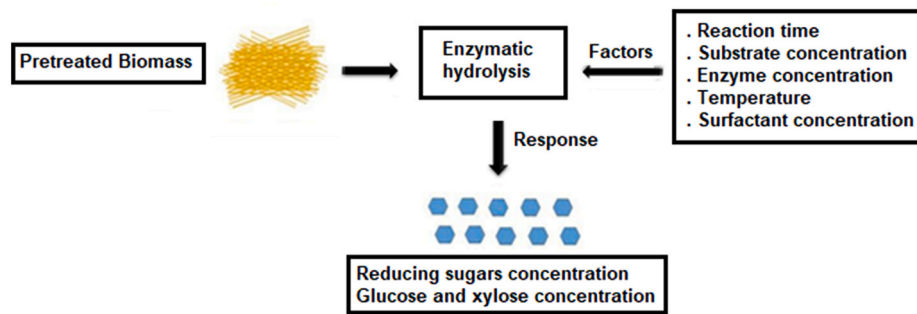 Pretreated Biomass
Enzymatic
hydrolysis
Factors
. Reaction time
. Substrate concentration
. Enzyme concentration
. Temperature
. Surfactant concentration
Response
Reducing sugars concentration
Glucose and xylose concentration